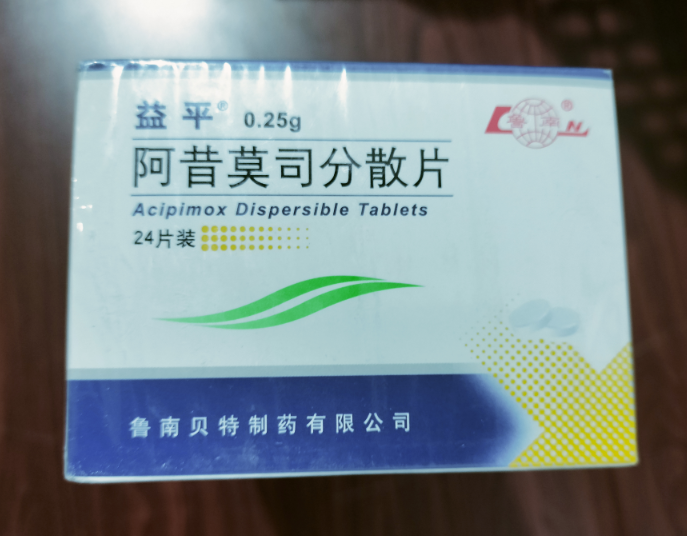 益平® 0.25g
阿昔莫司分散片
Acipimox Dispersible Tablets
24片装
鲁南贝特制药有限公司